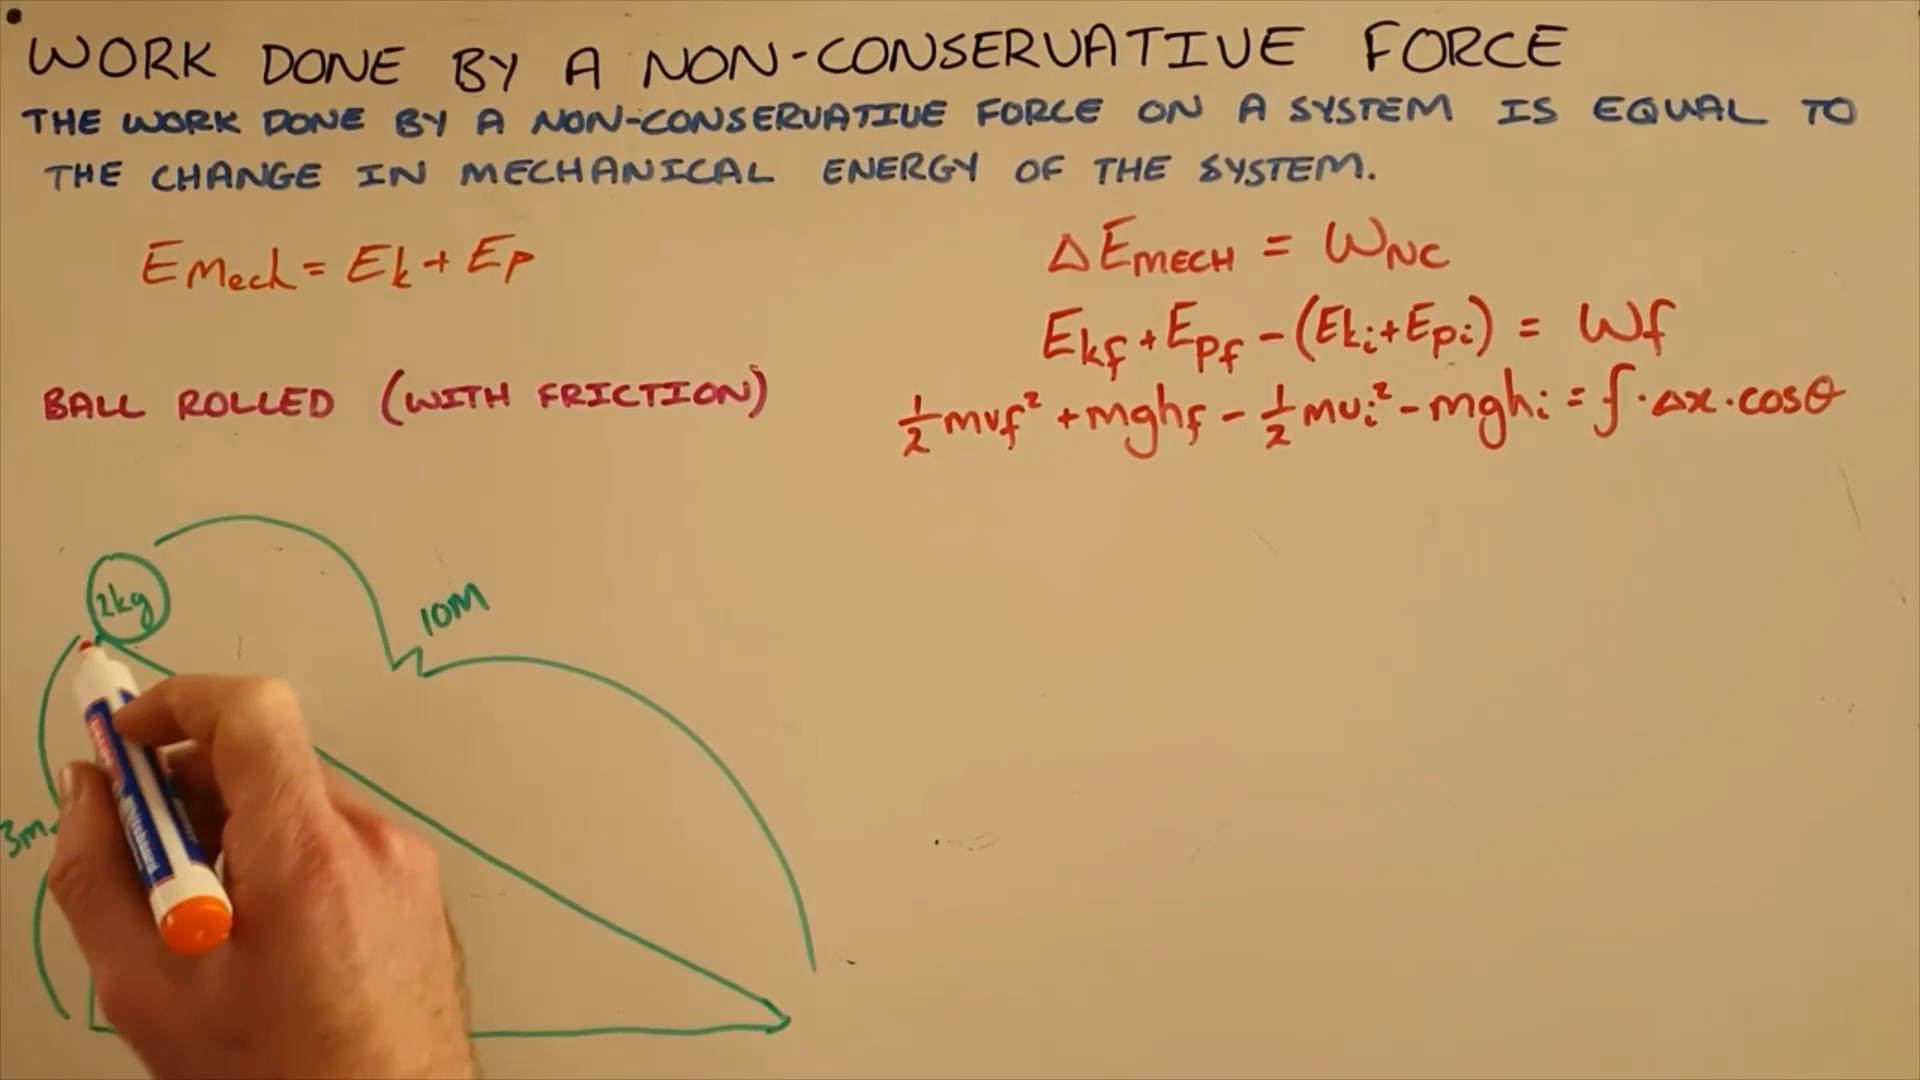 WORK DONE BY A NON-CONSERVATIVE FORCE
THE WORK DONE BY A NON-CONSERVATIVE FORCE ON A SYSTEM IS EQUAL TO
THE CHANGE IN MECHANICAL ENERGY OF THE SYSTEM.
EMech = Ek + Ep
ΔEMECH = WNC
Ekf + Epf - (Eki + Epi) = Wf
BALL ROLLED (WITH FRICTION)
½mvf² + mghf - ½mvi² - mghi = f · Δx · cosθ
2kg
10M
3m